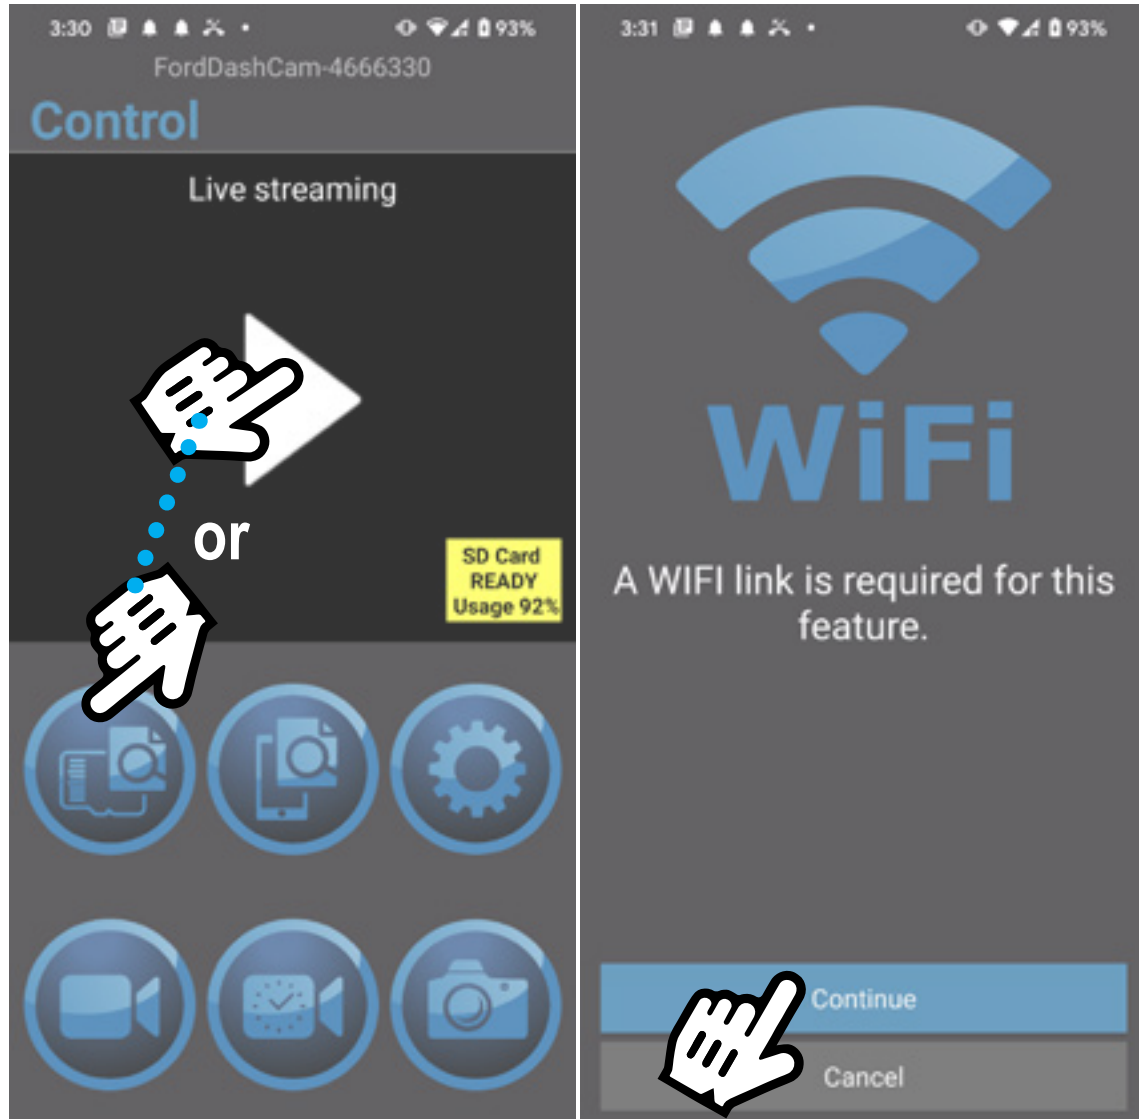 3:30
93%
FordDashCam-4666330
Control
Live streaming
or
SD Card
READY
Usage 92%
3:31
93%
WiFi
A WIFI link is required for this
feature.
Continue
Cancel